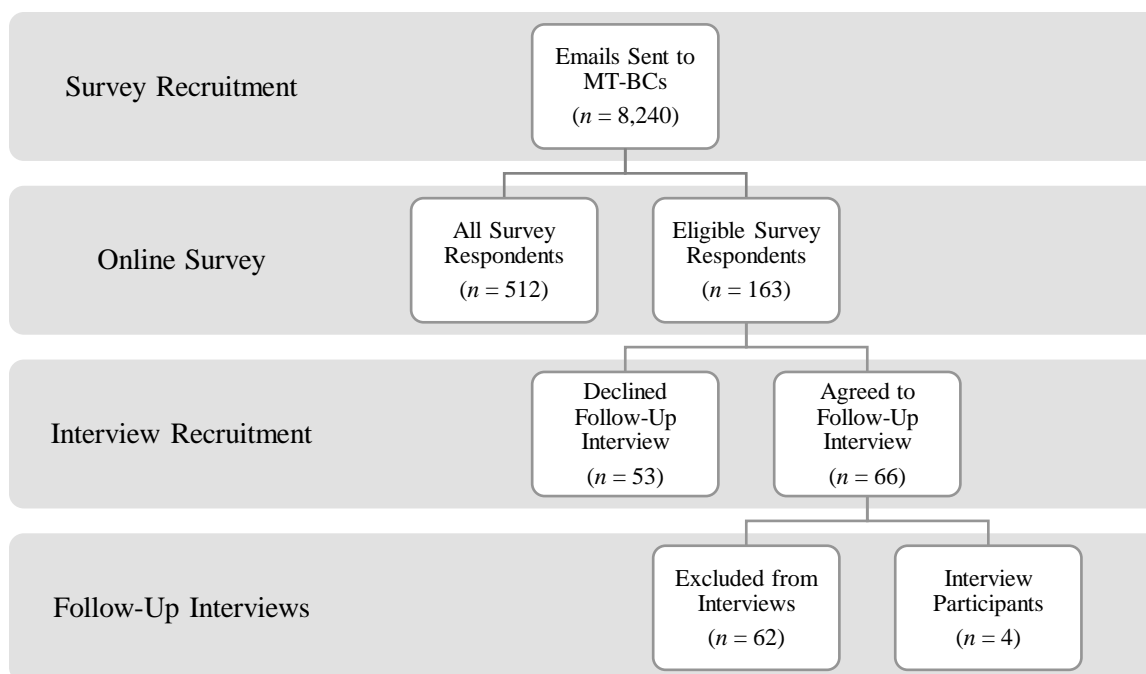 Survey Recruitment
Emails Sent to
MT-BCs
(n = 8,240)
Online Survey
All Survey
Respondents
(n = 512)
Eligible Survey
Respondents
(n = 163)
Interview Recruitment
Declined
Follow-Up
Interview
(n = 53)
Agreed to
Follow-Up
Interview
(n = 66)
Follow-Up Interviews
Excluded from
Interviews
(n = 62)
Interview
Participants
(n = 4)